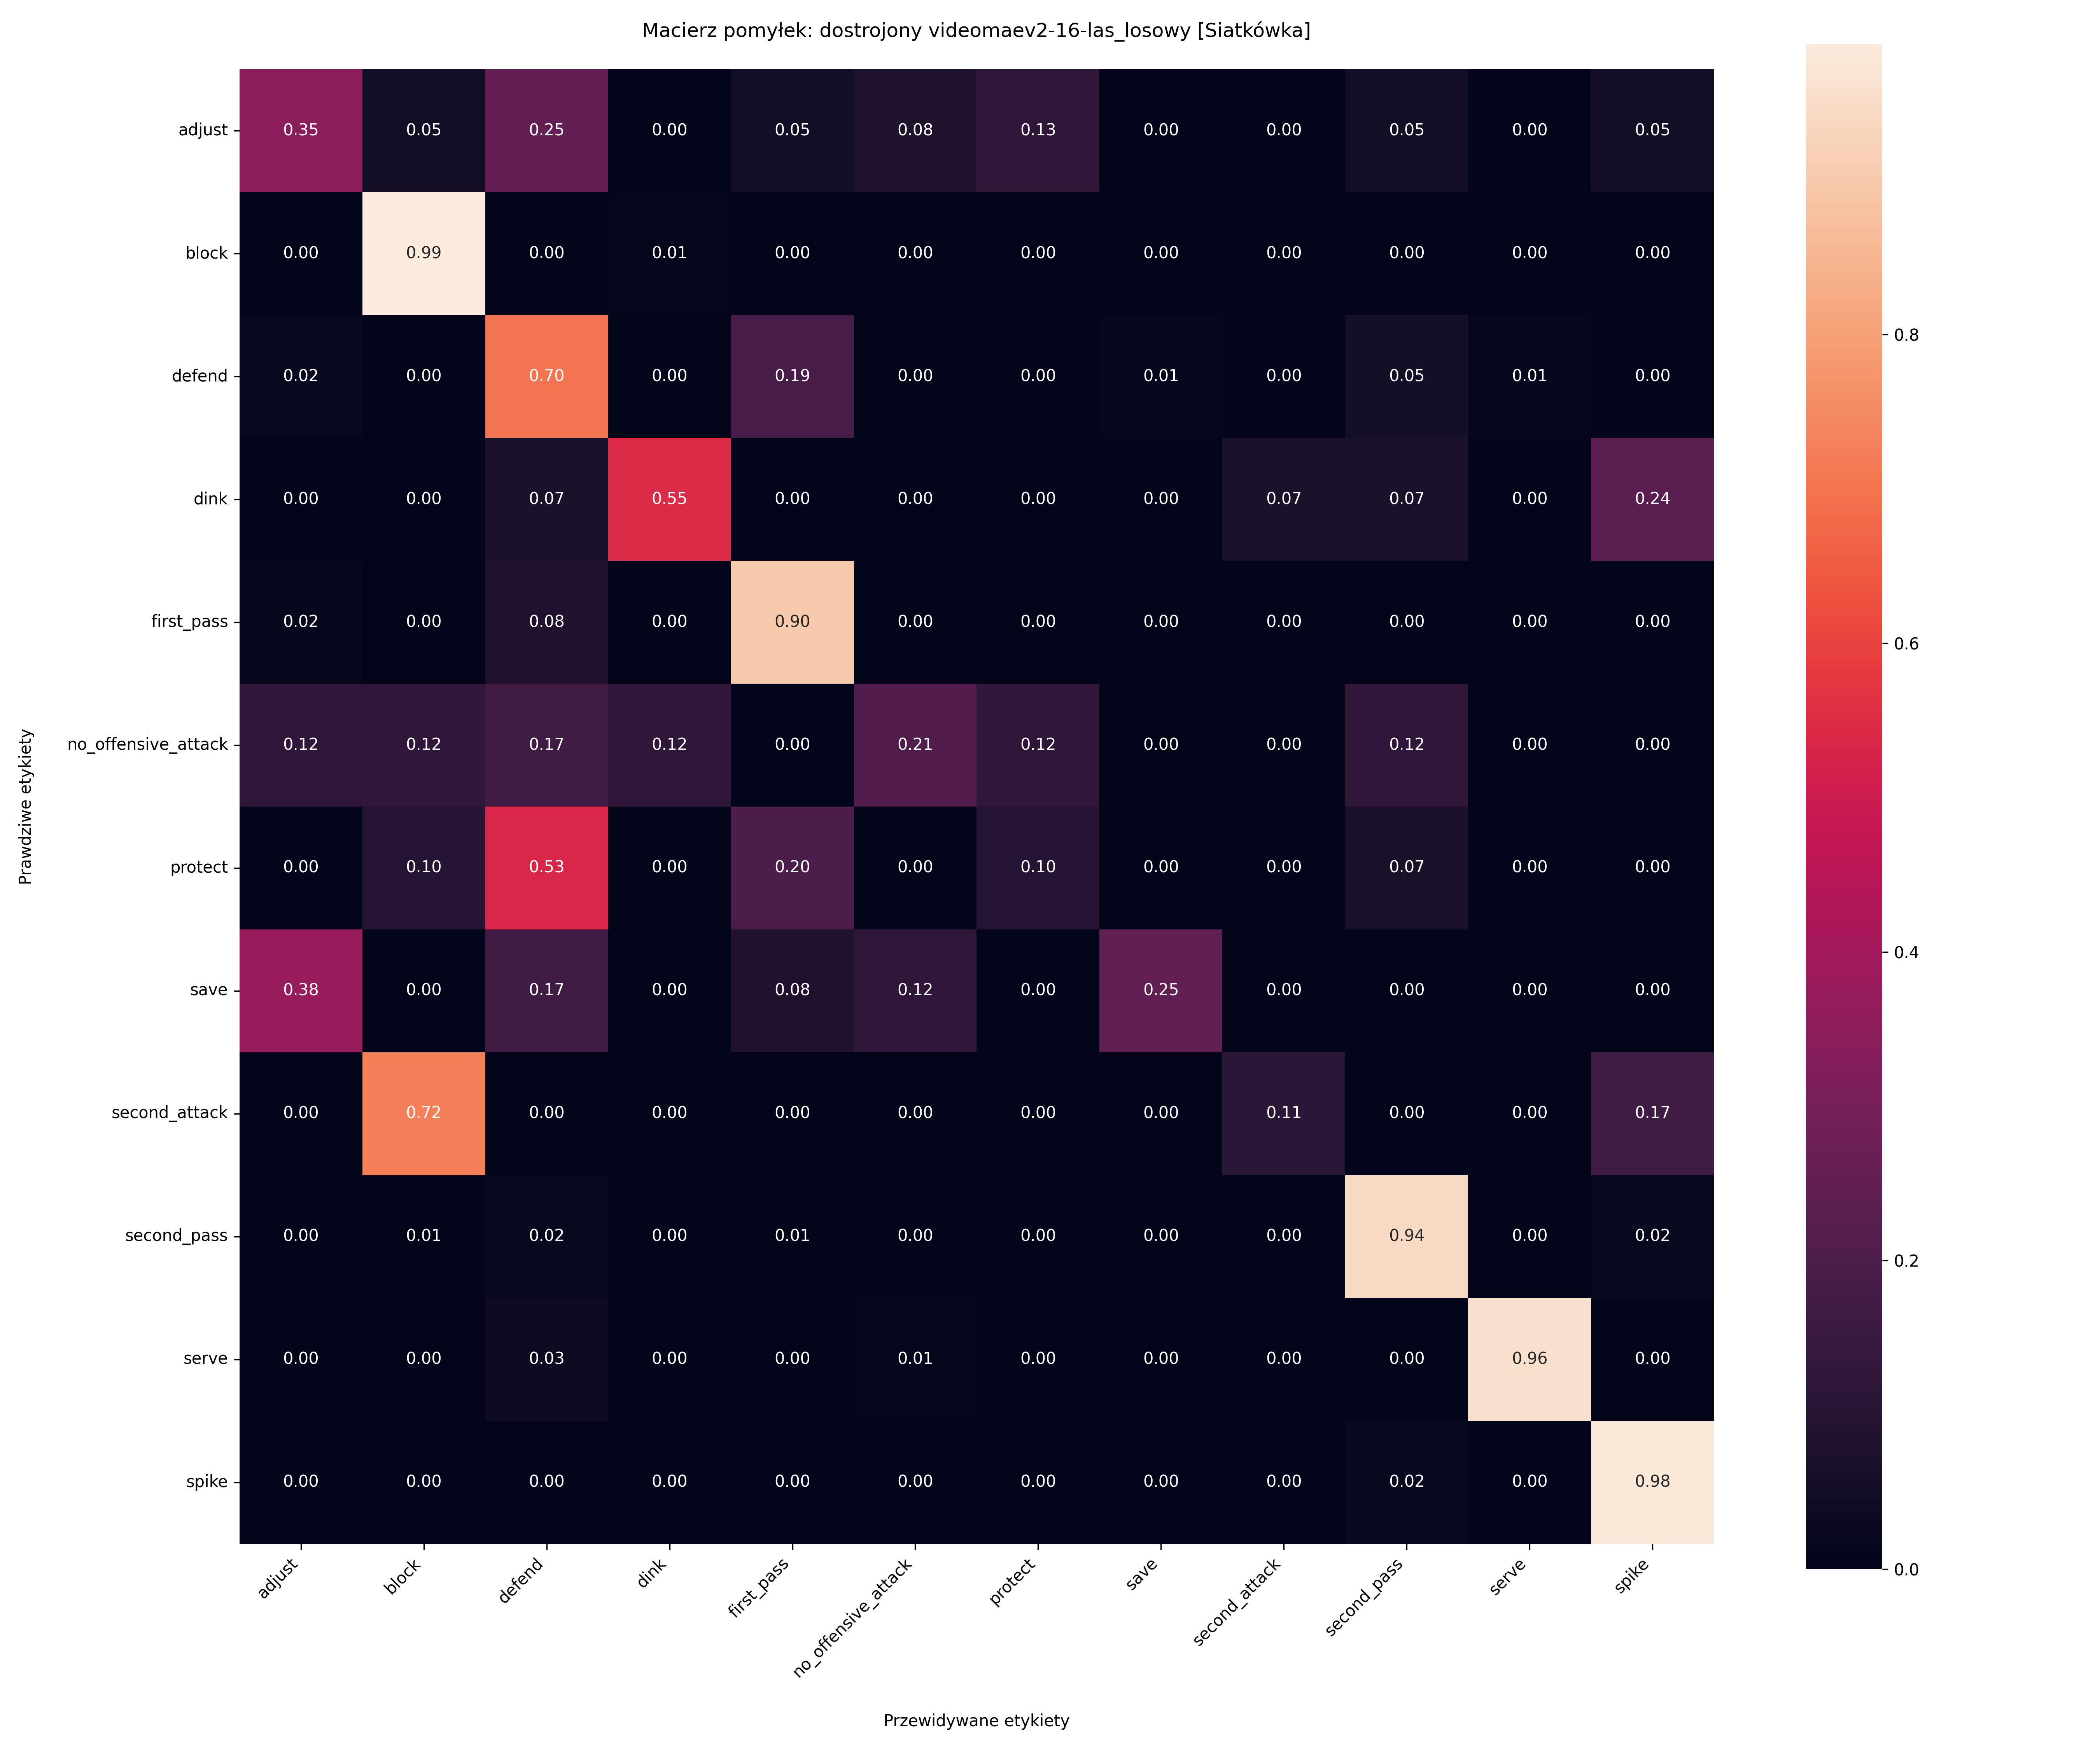 Macierz pomyłek: dostrojony videomaev2-16-las_losowy [Siatkówka]
adjust 0.35 0.05 0.25 0.00 0.05 0.08 0.13 0.00 0.00 0.05 0.00 0.05
block 0.00 0.99 0.00 0.01 0.00 0.00 0.00 0.00 0.00 0.00 0.00 0.00
defend 0.02 0.00 0.70 0.00 0.19 0.00 0.00 0.01 0.00 0.05 0.01 0.00
dink 0.00 0.00 0.07 0.55 0.00 0.00 0.00 0.00 0.07 0.07 0.00 0.24
first_pass 0.02 0.00 0.08 0.00 0.90 0.00 0.00 0.00 0.00 0.00 0.00 0.00
no_offensive_attack 0.12 0.12 0.17 0.12 0.00 0.21 0.12 0.00 0.00 0.12 0.00 0.00
protect 0.00 0.10 0.53 0.00 0.20 0.00 0.10 0.00 0.00 0.07 0.00 0.00
save 0.38 0.00 0.17 0.00 0.08 0.12 0.00 0.25 0.00 0.00 0.00 0.00
second_attack 0.00 0.72 0.00 0.00 0.00 0.00 0.00 0.00 0.11 0.00 0.00 0.17
second_pass 0.00 0.01 0.02 0.00 0.01 0.00 0.00 0.00 0.00 0.94 0.00 0.02
serve 0.00 0.00 0.03 0.00 0.00 0.01 0.00 0.00 0.00 0.00 0.96 0.00
spike 0.00 0.00 0.00 0.00 0.00 0.00 0.00 0.00 0.00 0.02 0.00 0.98
adjust block defend dink first_pass no_offensive_attack protect save second_attack second_pass serve spike
Prawdziwe etykiety
Przewidywane etykiety
0.8
0.6
0.4
0.2
0.0